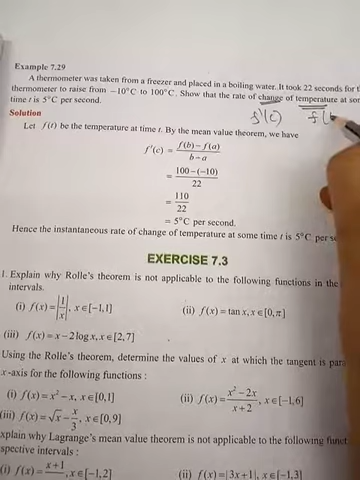 Example 7.29
A thermometer was taken from a freezer and placed in a boiling water. It took 22 seconds for
thermometer to raise from −10°C to 100°C. Show that the rate of change of temperature at
time t is 5°C per second.
f'(c) f(
Solution
Let f(t) be the temperature at time t. By the mean value theorem, we have
f'(c) = f(b) − f(a) / b − a
= 100 − (−10) / 22
= 110 / 22
= 5°C per second.
Hence the instantaneous rate of change of temperature at some time t is 5°C per
EXERCISE 7.3
1. Explain why Rolle's theorem is not applicable to the following functions in the
intervals.
(i) f(x) = |1/x|, x∈[−1,1] (ii) f(x) = tan x, x∈[0,π]
(iii) f(x) = x − 2 log x, x∈[2,7]
Using the Rolle's theorem, determine the values of x at which the tangent is
x-axis for the following functions :
(i) f(x) = x² − x, x∈[0,1] (ii) f(x) = x² − 2x / x + 2, x∈[−1,6]
(iii) f(x) = √x − x/3, x∈[0,9]
xplain why Lagrange's mean value theorem is not applicable to the following
spective intervals :
(i) f(x) = x+1 , x∈[−1,2] (ii) f(x) = |3x+1|, x∈[−1,3]